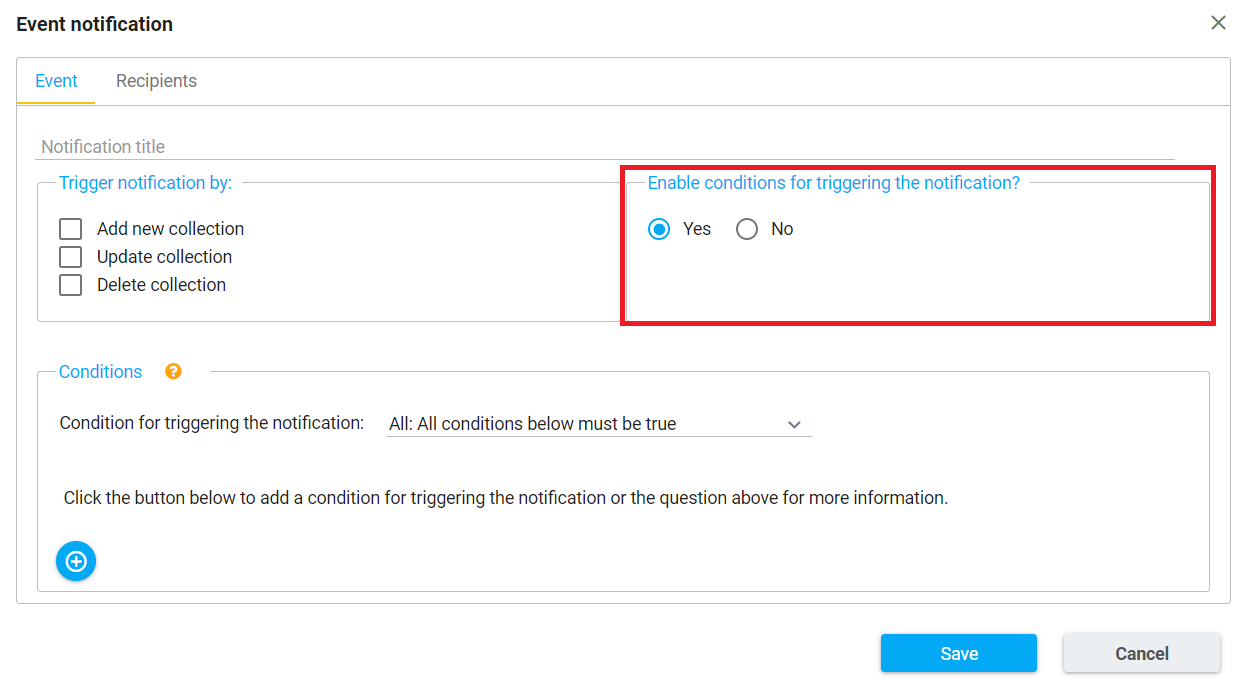 Event notification
Event Recipients
Notification title
Trigger notification by:
Add new collection
Update collection
Delete collection
Enable conditions for triggering the notification?
Yes No
Conditions ?
Condition for triggering the notification: All: All conditions below must be true
Click the button below to add a condition for triggering the notification or the question above for more information.
Save Cancel